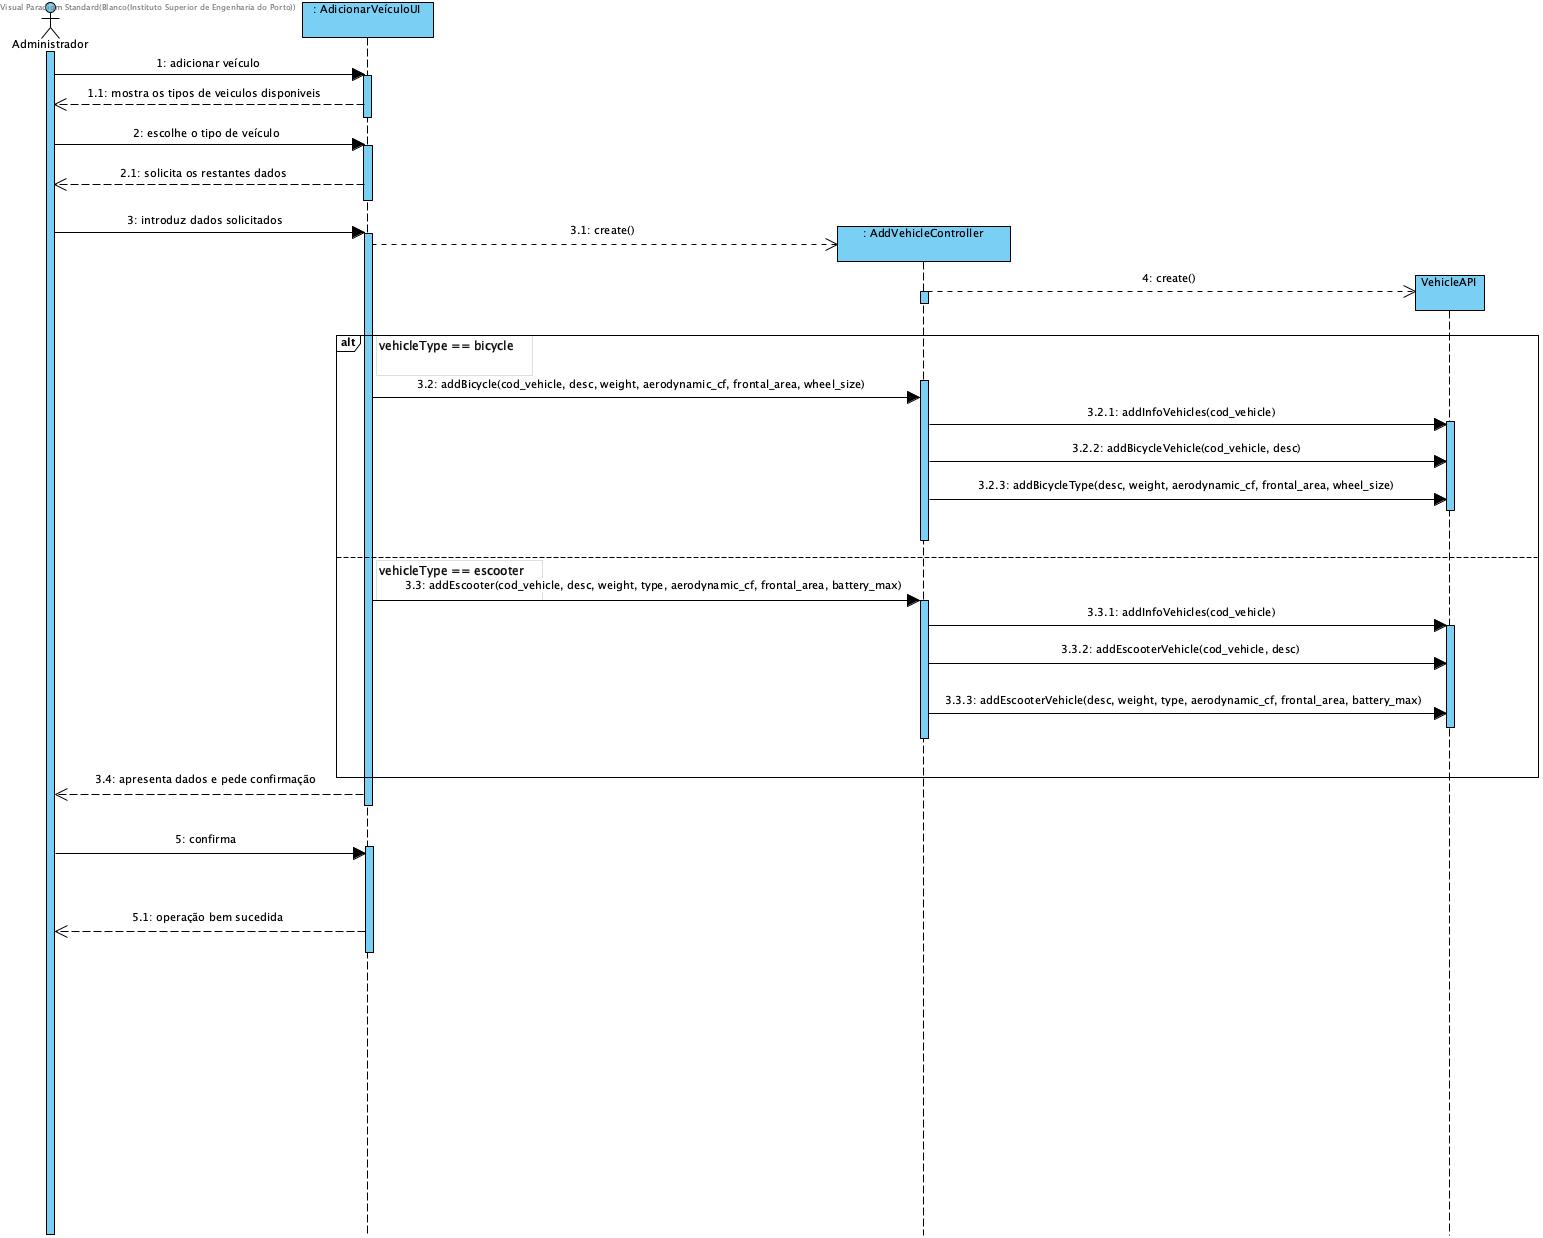 Visual Paradigm Standard(Blanco(Instituto Superior de Engenharia do Porto))
: AdicionarVeículoUI
Administrador
1: adicionar veículo
1.1: mostra os tipos de veiculos disponiveis
2: escolhe o tipo de veículo
2.1: solicita os restantes dados
3: introduz dados solicitados
3.1: create()
: AddVehicleController
4: create()
VehicleAPI
alt
vehicleType == bicycle
3.2: addBicycle(cod_vehicle, desc, weight, aerodynamic_cf, frontal_area, wheel_size)
3.2.1: addInfoVehicles(cod_vehicle)
3.2.2: addBicycleVehicle(cod_vehicle, desc)
3.2.3: addBicycleType(desc, weight, aerodynamic_cf, frontal_area, wheel_size)
vehicleType == escooter
3.3: addEscooter(cod_vehicle, desc, weight, type, aerodynamic_cf, frontal_area, battery_max)
3.3.1: addInfoVehicles(cod_vehicle)
3.3.2: addEscooterVehicle(cod_vehicle, desc)
3.3.3: addEscooterVehicle(desc, weight, type, aerodynamic_cf, frontal_area, battery_max)
3.4: apresenta dados e pede confirmação
5: confirma
5.1: operação bem sucedida